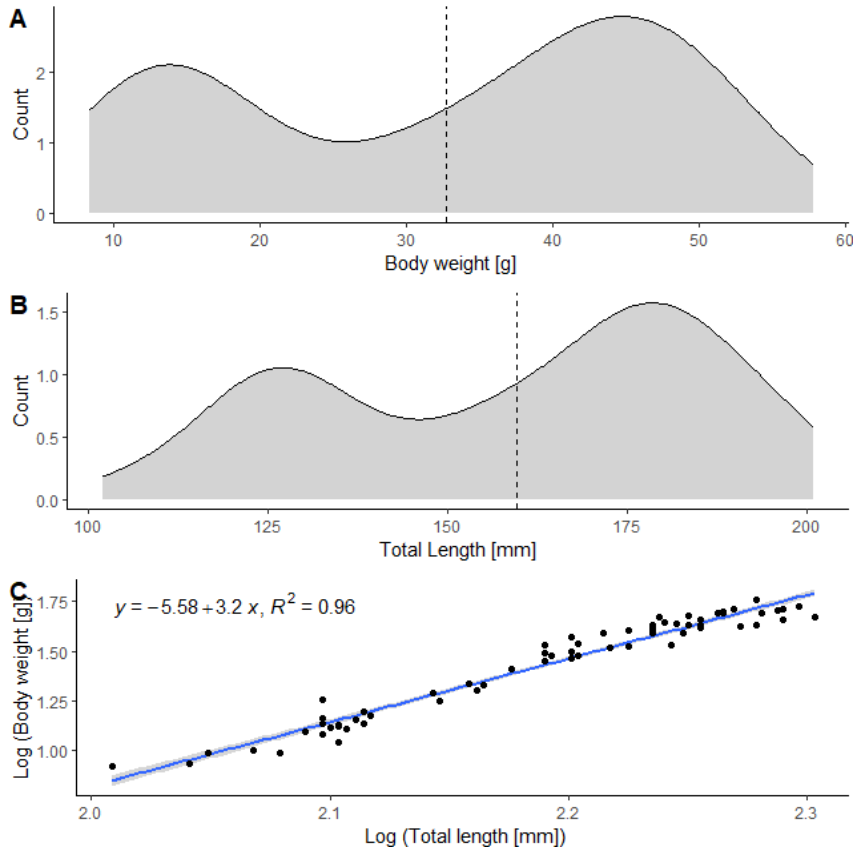 A
Count
2
1
0
10 20 30 40 50 60
Body weight [g]
B
Count
1.5
1.0
0.5
0.0
100 125 150 175 200
Total Length [mm]
C
Log (Body weight [g])
y = −5.58 + 3.2 x, R² = 0.96
1.75
1.50
1.25
1.00
2.0 2.1 2.2 2.3
Log (Total length [mm])